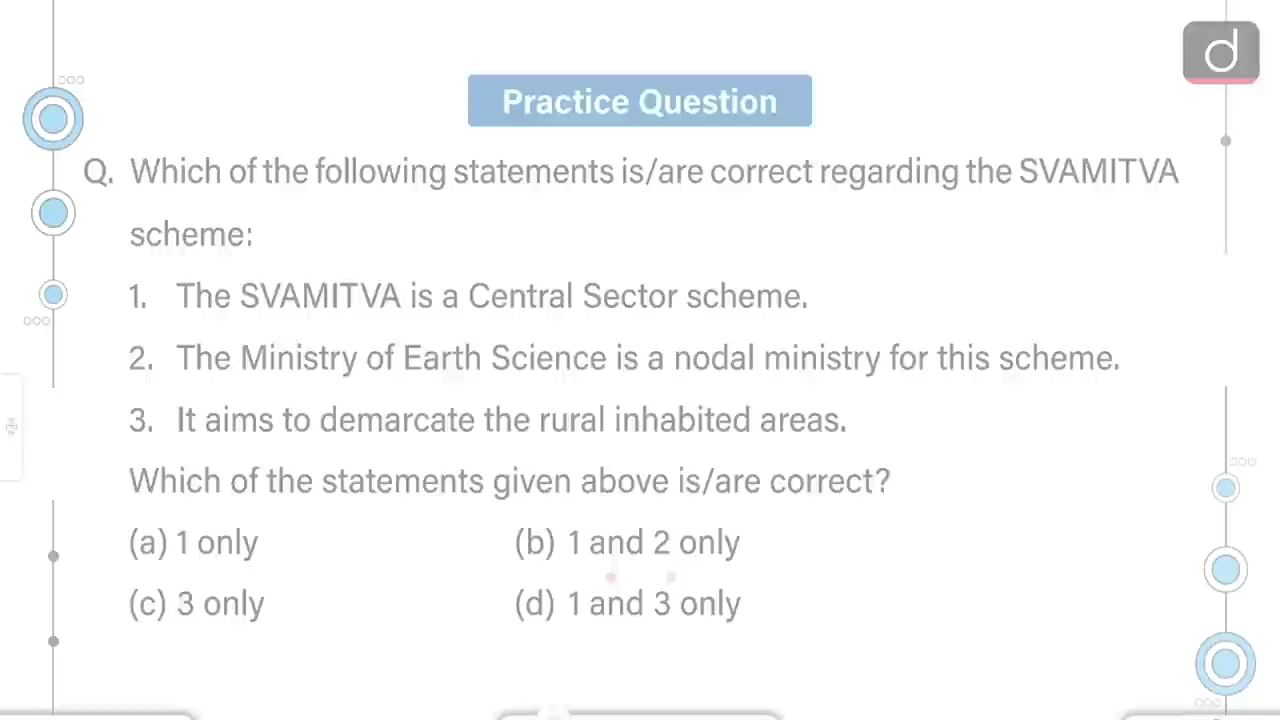 Practice Question
Q. Which of the following statements is/are correct regarding the SVAMITVA
scheme:
1. The SVAMITVA is a Central Sector scheme.
2. The Ministry of Earth Science is a nodal ministry for this scheme.
3. It aims to demarcate the rural inhabited areas.
Which of the statements given above is/are correct?
(a) 1 only (b) 1 and 2 only
(c) 3 only (d) 1 and 3 only